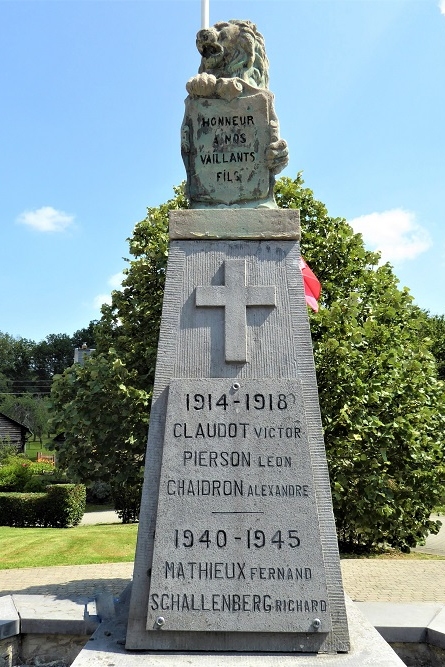 HONNEUR
A NOS
VAILLANTS
FILS
1914-1918
CLAUDOT VICTOR
PIERSON LEON
CHAIDRON ALEXANDRE
1940-1945
MATHIEUX FERNAND
SCHALLENBERG RICHARD